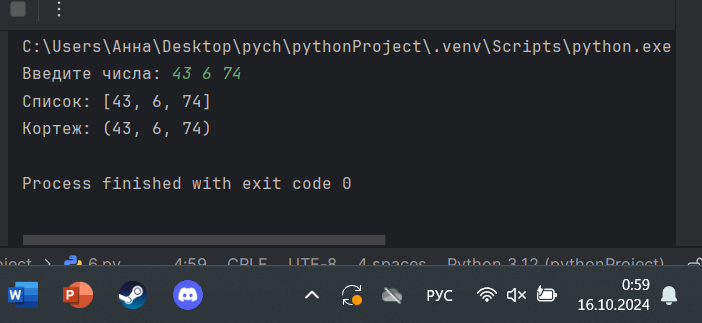 C:\Users\Анна\Desktop\pych\pythonProject\.venv\Scripts\python.exe
Введите числа: 43 6 74
Список: [43, 6, 74]
Кортеж: (43, 6, 74)
Process finished with exit code 0
6.py 4:59 CRLF UTF-8 4 spaces Python 3.12 (pythonProject)
W P РУС 0:59
16.10.2024